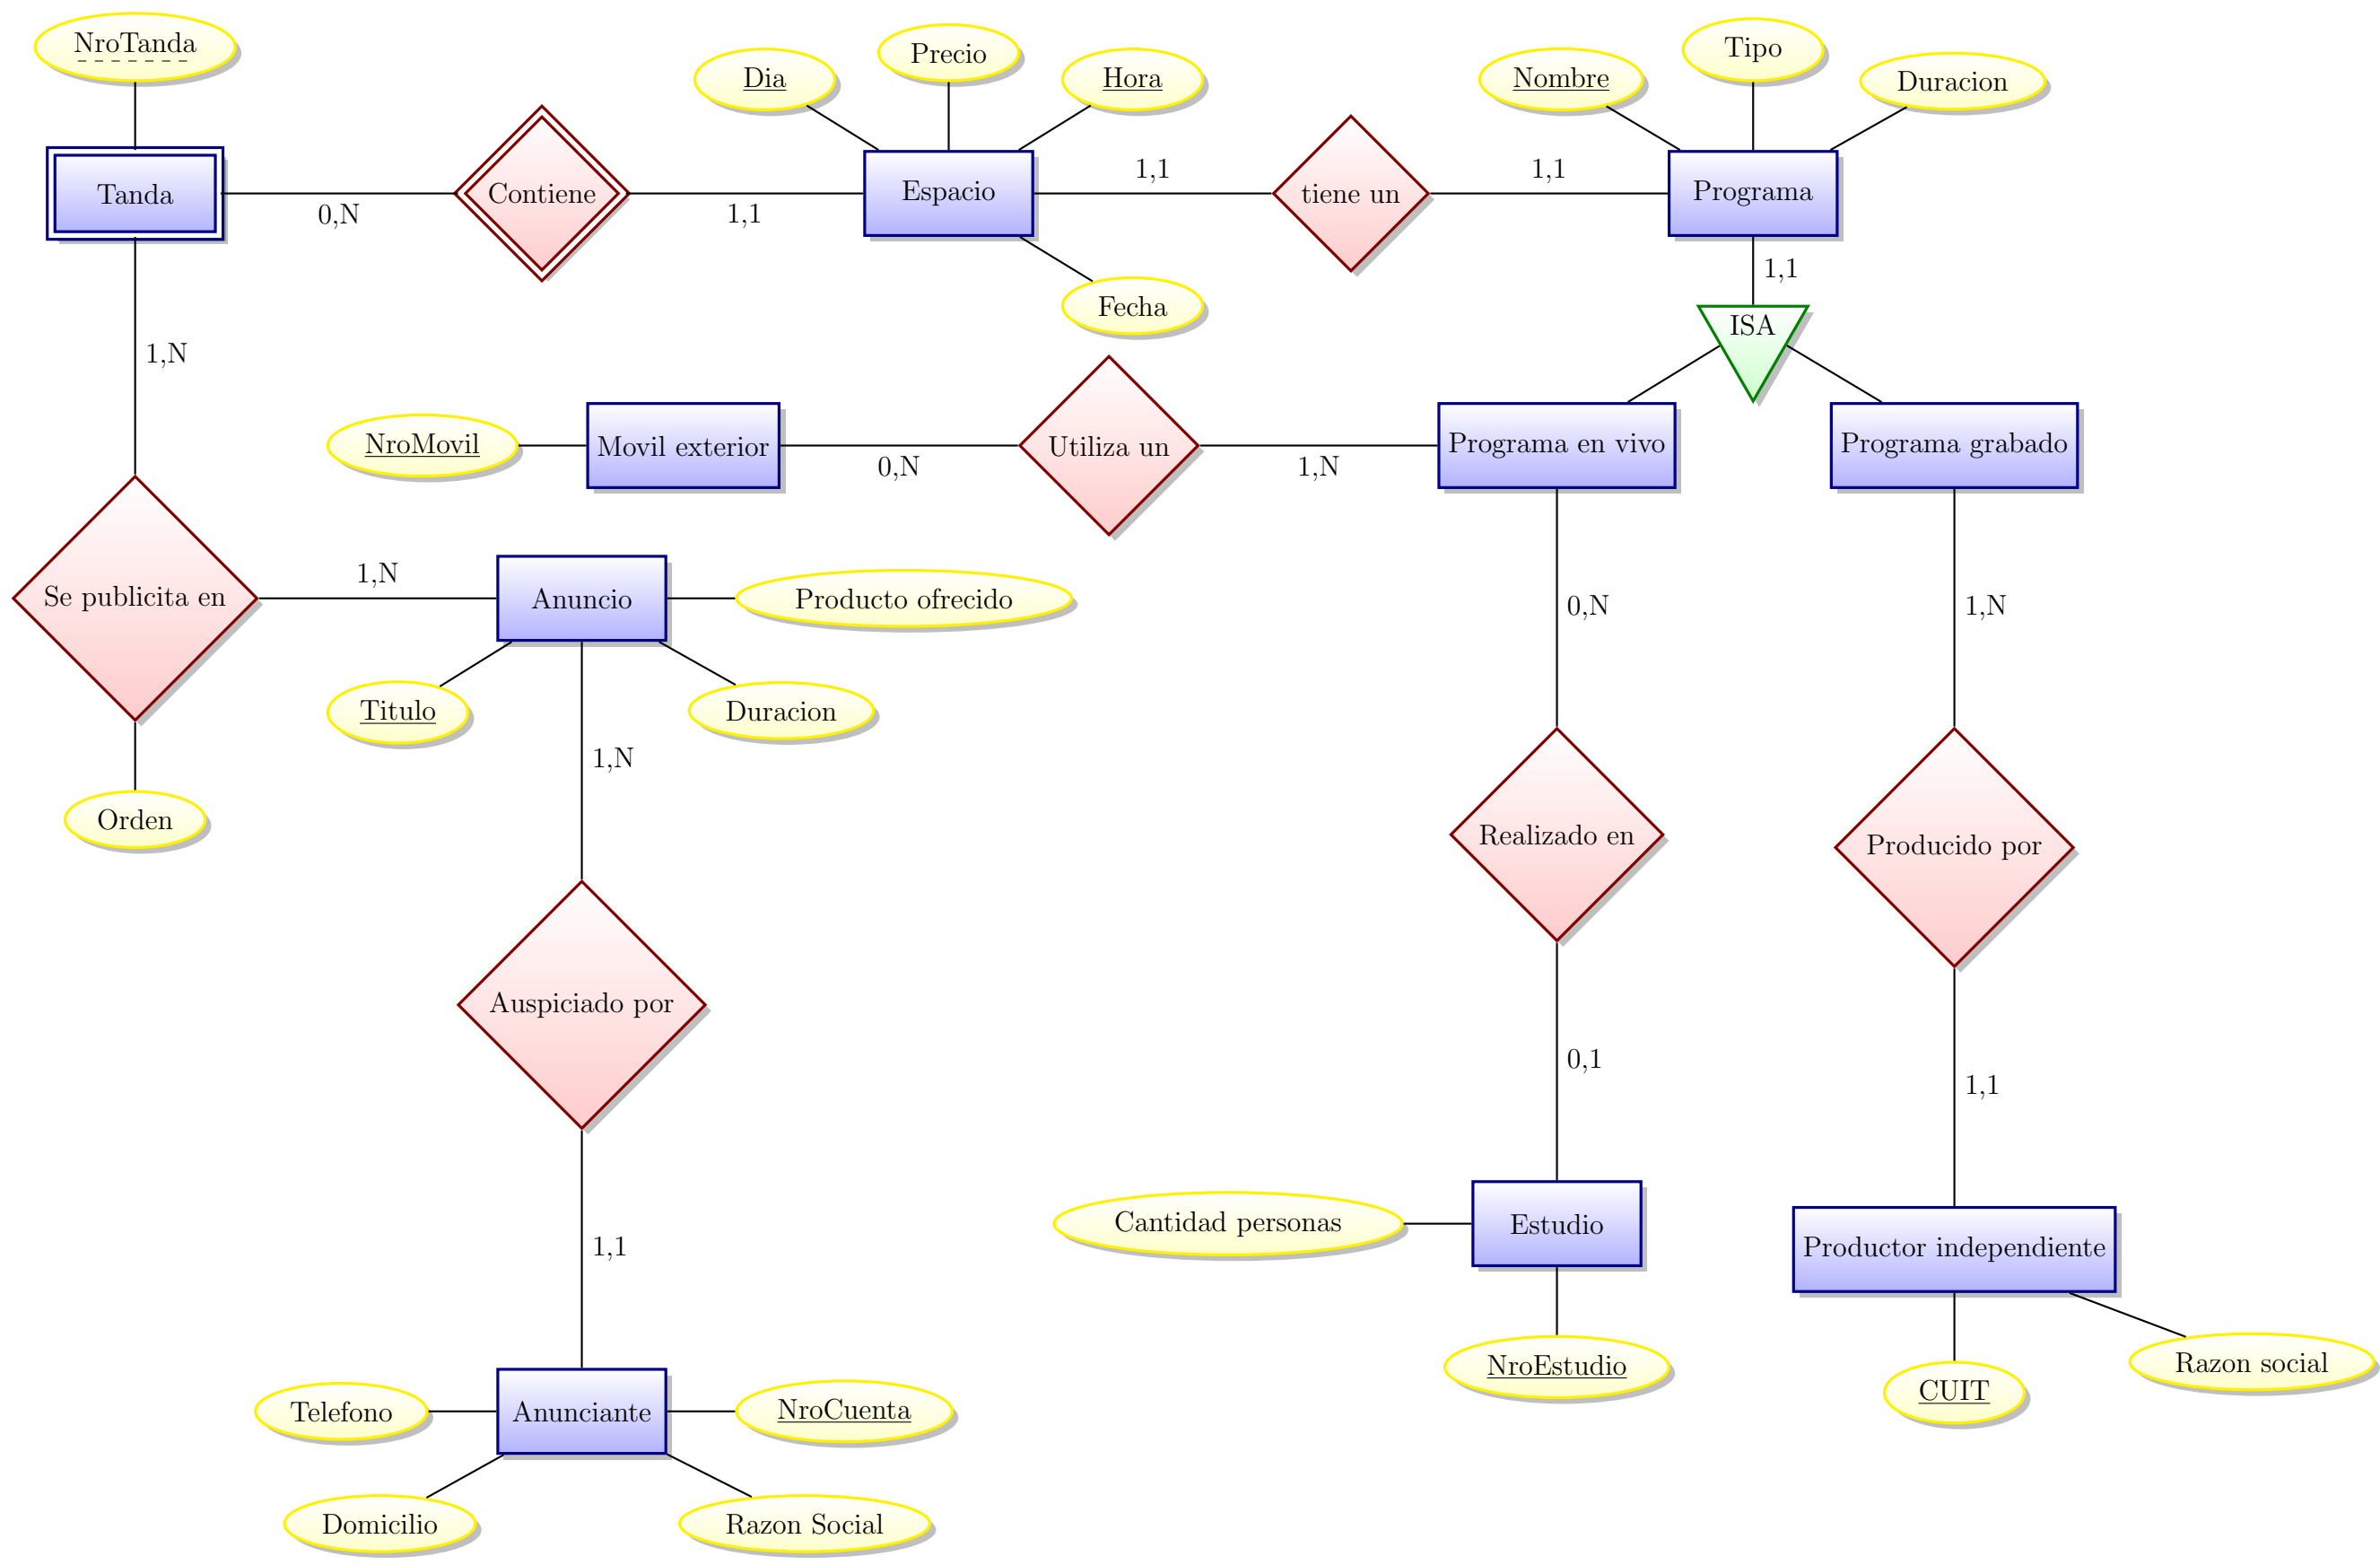 NroTanda
Dia
Precio
Hora
Nombre
Tipo
Duracion
Tanda
0,N
Contiene
1,1
Espacio
1,1
tiene un
1,1
Programa
Fecha
1,1
ISA
1,N
NroMovil
Movil exterior
0,N
Utiliza un
1,N
Programa en vivo
Programa grabado
Se publicita en
1,N
Anuncio
Producto ofrecido
0,N
1,N
Titulo
Duracion
1,N
Orden
Realizado en
Producido por
Auspiciado por
0,1
1,1
1,1
Cantidad personas
Estudio
Productor independiente
NroEstudio
CUIT
Razon social
Telefono
Anunciante
NroCuenta
Domicilio
Razon Social